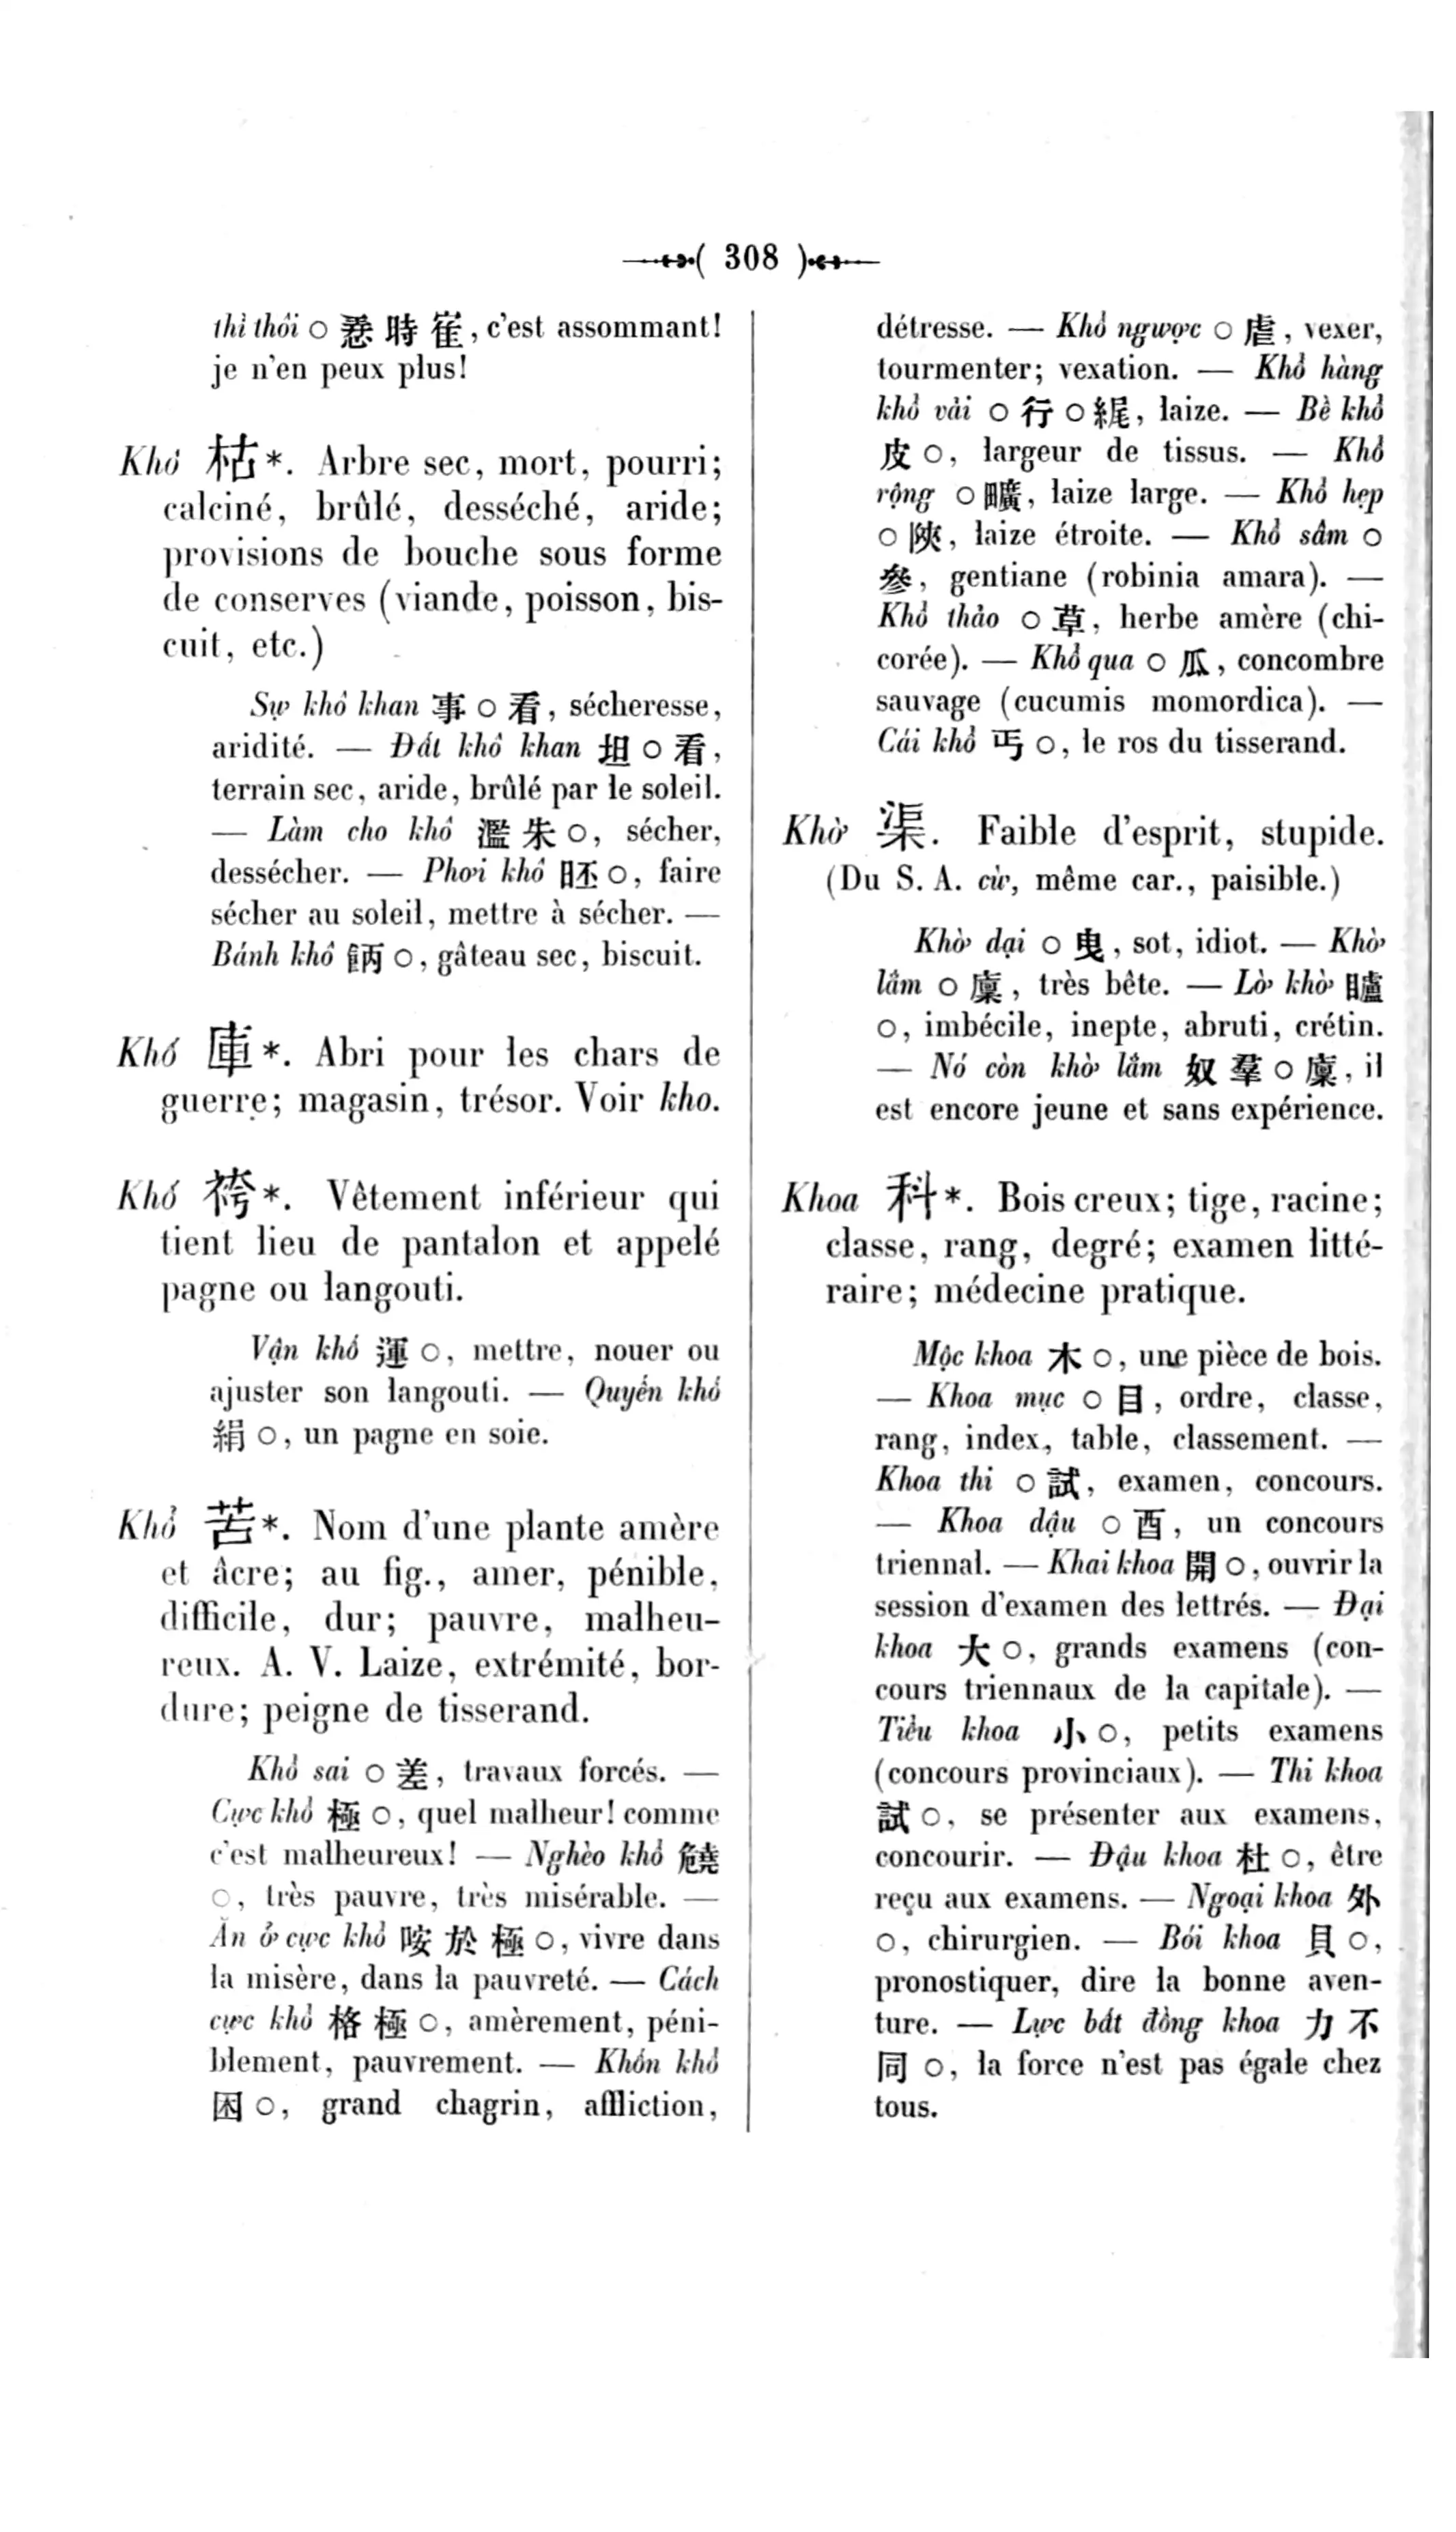 ( 308 )
thì thôi ○ 時 崔, c'est assommant!
je n'en peux plus!
Khô 枯*. Arbre sec, mort, pourri;
calciné, brûlé, desséché, aride;
provisions de bouche sous forme
de conserves (viande, poisson, bis-
cuit, etc.)
Sự khô khan 事 ○ 看, sécheresse,
aridité. — Đất khô khan 坦 ○ 看,
terrain sec, aride, brûlé par le soleil.
— Làm cho khô 濫 朱 ○, sécher,
dessécher. — Phơi khô ○, faire
sécher au soleil, mettre à sécher. —
Bánh khô 餅 ○, gâteau sec, biscuit.
Khố 庫*. Abri pour les chars de
guerre; magasin, trésor. Voir kho.
Khố 袴*. Vêtement inférieur qui
tient lieu de pantalon et appelé
pagne ou langouti.
Vận khố 運 ○, mettre, nouer ou
ajuster son langouti. — Quyến khố
絹 ○, un pagne en soie.
Khổ 苦*. Nom d'une plante amère
et âcre; au fig., amer, pénible,
difficile, dur; pauvre, malheu-
reux. A. V. Laize, extrémité, bor-
dure; peigne de tisserand.
Khổ sai ○ 差, travaux forcés. —
Cực khổ 極 ○, quel malheur! comme
c'est malheureux! — Nghèo khổ
○, très pauvre, très misérable. —
Ăn ở cực khổ 咹 於 極 ○, vivre dans
la misère, dans la pauvreté. — Cách
cực khổ 格 極 ○, amèrement, péni-
blement, pauvrement. — Khốn khổ
困 ○, grand chagrin, affliction,
détresse. — Khổ ngược ○ 虐, vexer,
tourmenter; vexation. — Khổ hàng
khổ vải ○ 行 ○ 䋦, laize. — Bề khổ
皮 ○, largeur de tissus. — Khổ
rộng ○ 曠, laize large. — Khổ hẹp
○ 陜, laize étroite. — Khổ sâm ○
參, gentiane (robinia amara). —
Khổ thảo ○ 草, herbe amère (chi-
corée). — Khổ qua ○ 瓜, concombre
sauvage (cucumis momordica). —
Cái khổ 丐 ○, le ros du tisserand.
Khờ 渠. Faible d'esprit, stupide.
(Du S. A. cừ, même car., paisible.)
Khờ dại ○ 曳, sot, idiot. — Khờ
lắm ○ 廩, très bête. — Lờ khờ 矑
○, imbécile, inepte, abruti, crétin.
— Nó còn khờ lắm 奴 羣 ○ 廩, il
est encore jeune et sans expérience.
Khoa 科*. Bois creux; tige, racine;
classe, rang, degré; examen litté-
raire; médecine pratique.
Mộc khoa 木 ○, une pièce de bois.
— Khoa mục ○ 目, ordre, classe,
rang, index, table, classement. —
Khoa thi ○ 試, examen, concours.
— Khoa dậu ○ 酉, un concours
triennal. — Khai khoa 開 ○, ouvrir la
session d'examen des lettrés. — Đại
khoa 大 ○, grands examens (con-
cours triennaux de la capitale). —
Tiểu khoa 小 ○, petits examens
(concours provinciaux). — Thi khoa
試 ○, se présenter aux examens,
concourir. — Đậu khoa 杜 ○, être
reçu aux examens. — Ngoại khoa 外
○, chirurgien. — Bói khoa 貝 ○,
pronostiquer, dire la bonne aven-
ture. — Lực bất đồng khoa 力 不
同 ○, la force n'est pas égale chez
tous.